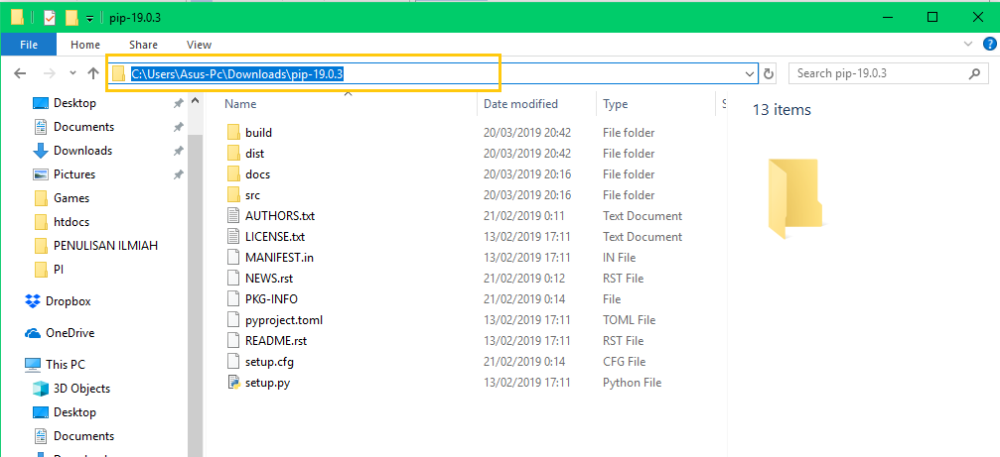 pip-19.0.3
File Home Share View
C:\Users\Asus-Pc\Downloads\pip-19.0.3
Search pip-19.0.3
Desktop
Documents
Downloads
Pictures
Games
htdocs
PENULISAN ILMIAH
PI
Dropbox
OneDrive
This PC
3D Objects
Desktop
Documents
Name Date modified Type S
build 20/03/2019 20:42 File folder
dist 20/03/2019 20:42 File folder
docs 20/03/2019 20:16 File folder
src 20/03/2019 20:16 File folder
AUTHORS.txt 21/02/2019 0:11 Text Document
LICENSE.txt 13/02/2019 17:11 Text Document
MANIFEST.in 13/02/2019 17:11 IN File
NEWS.rst 21/02/2019 0:12 RST File
PKG-INFO 21/02/2019 0:14 File
pyproject.toml 13/02/2019 17:11 TOML File
README.rst 13/02/2019 17:11 RST File
setup.cfg 21/02/2019 0:14 CFG File
setup.py 13/02/2019 17:11 Python File
13 items